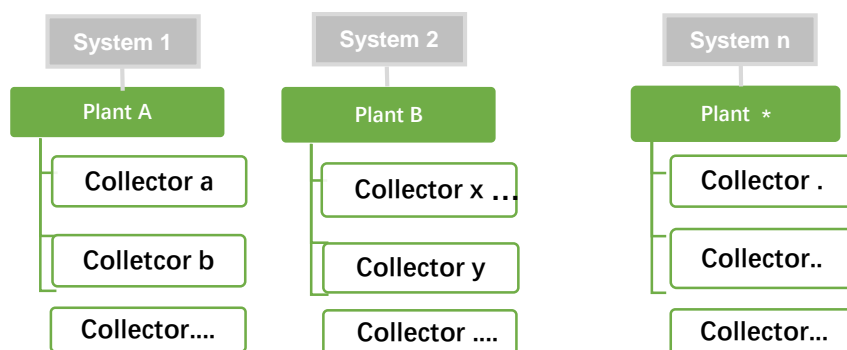 System 1
System 2
System n
Plant A
Plant B
Plant *
Collector a
Collector x ...
Collector .
Colletcor b
Collector y
Collector..
Collector....
Collector ....
Collector...